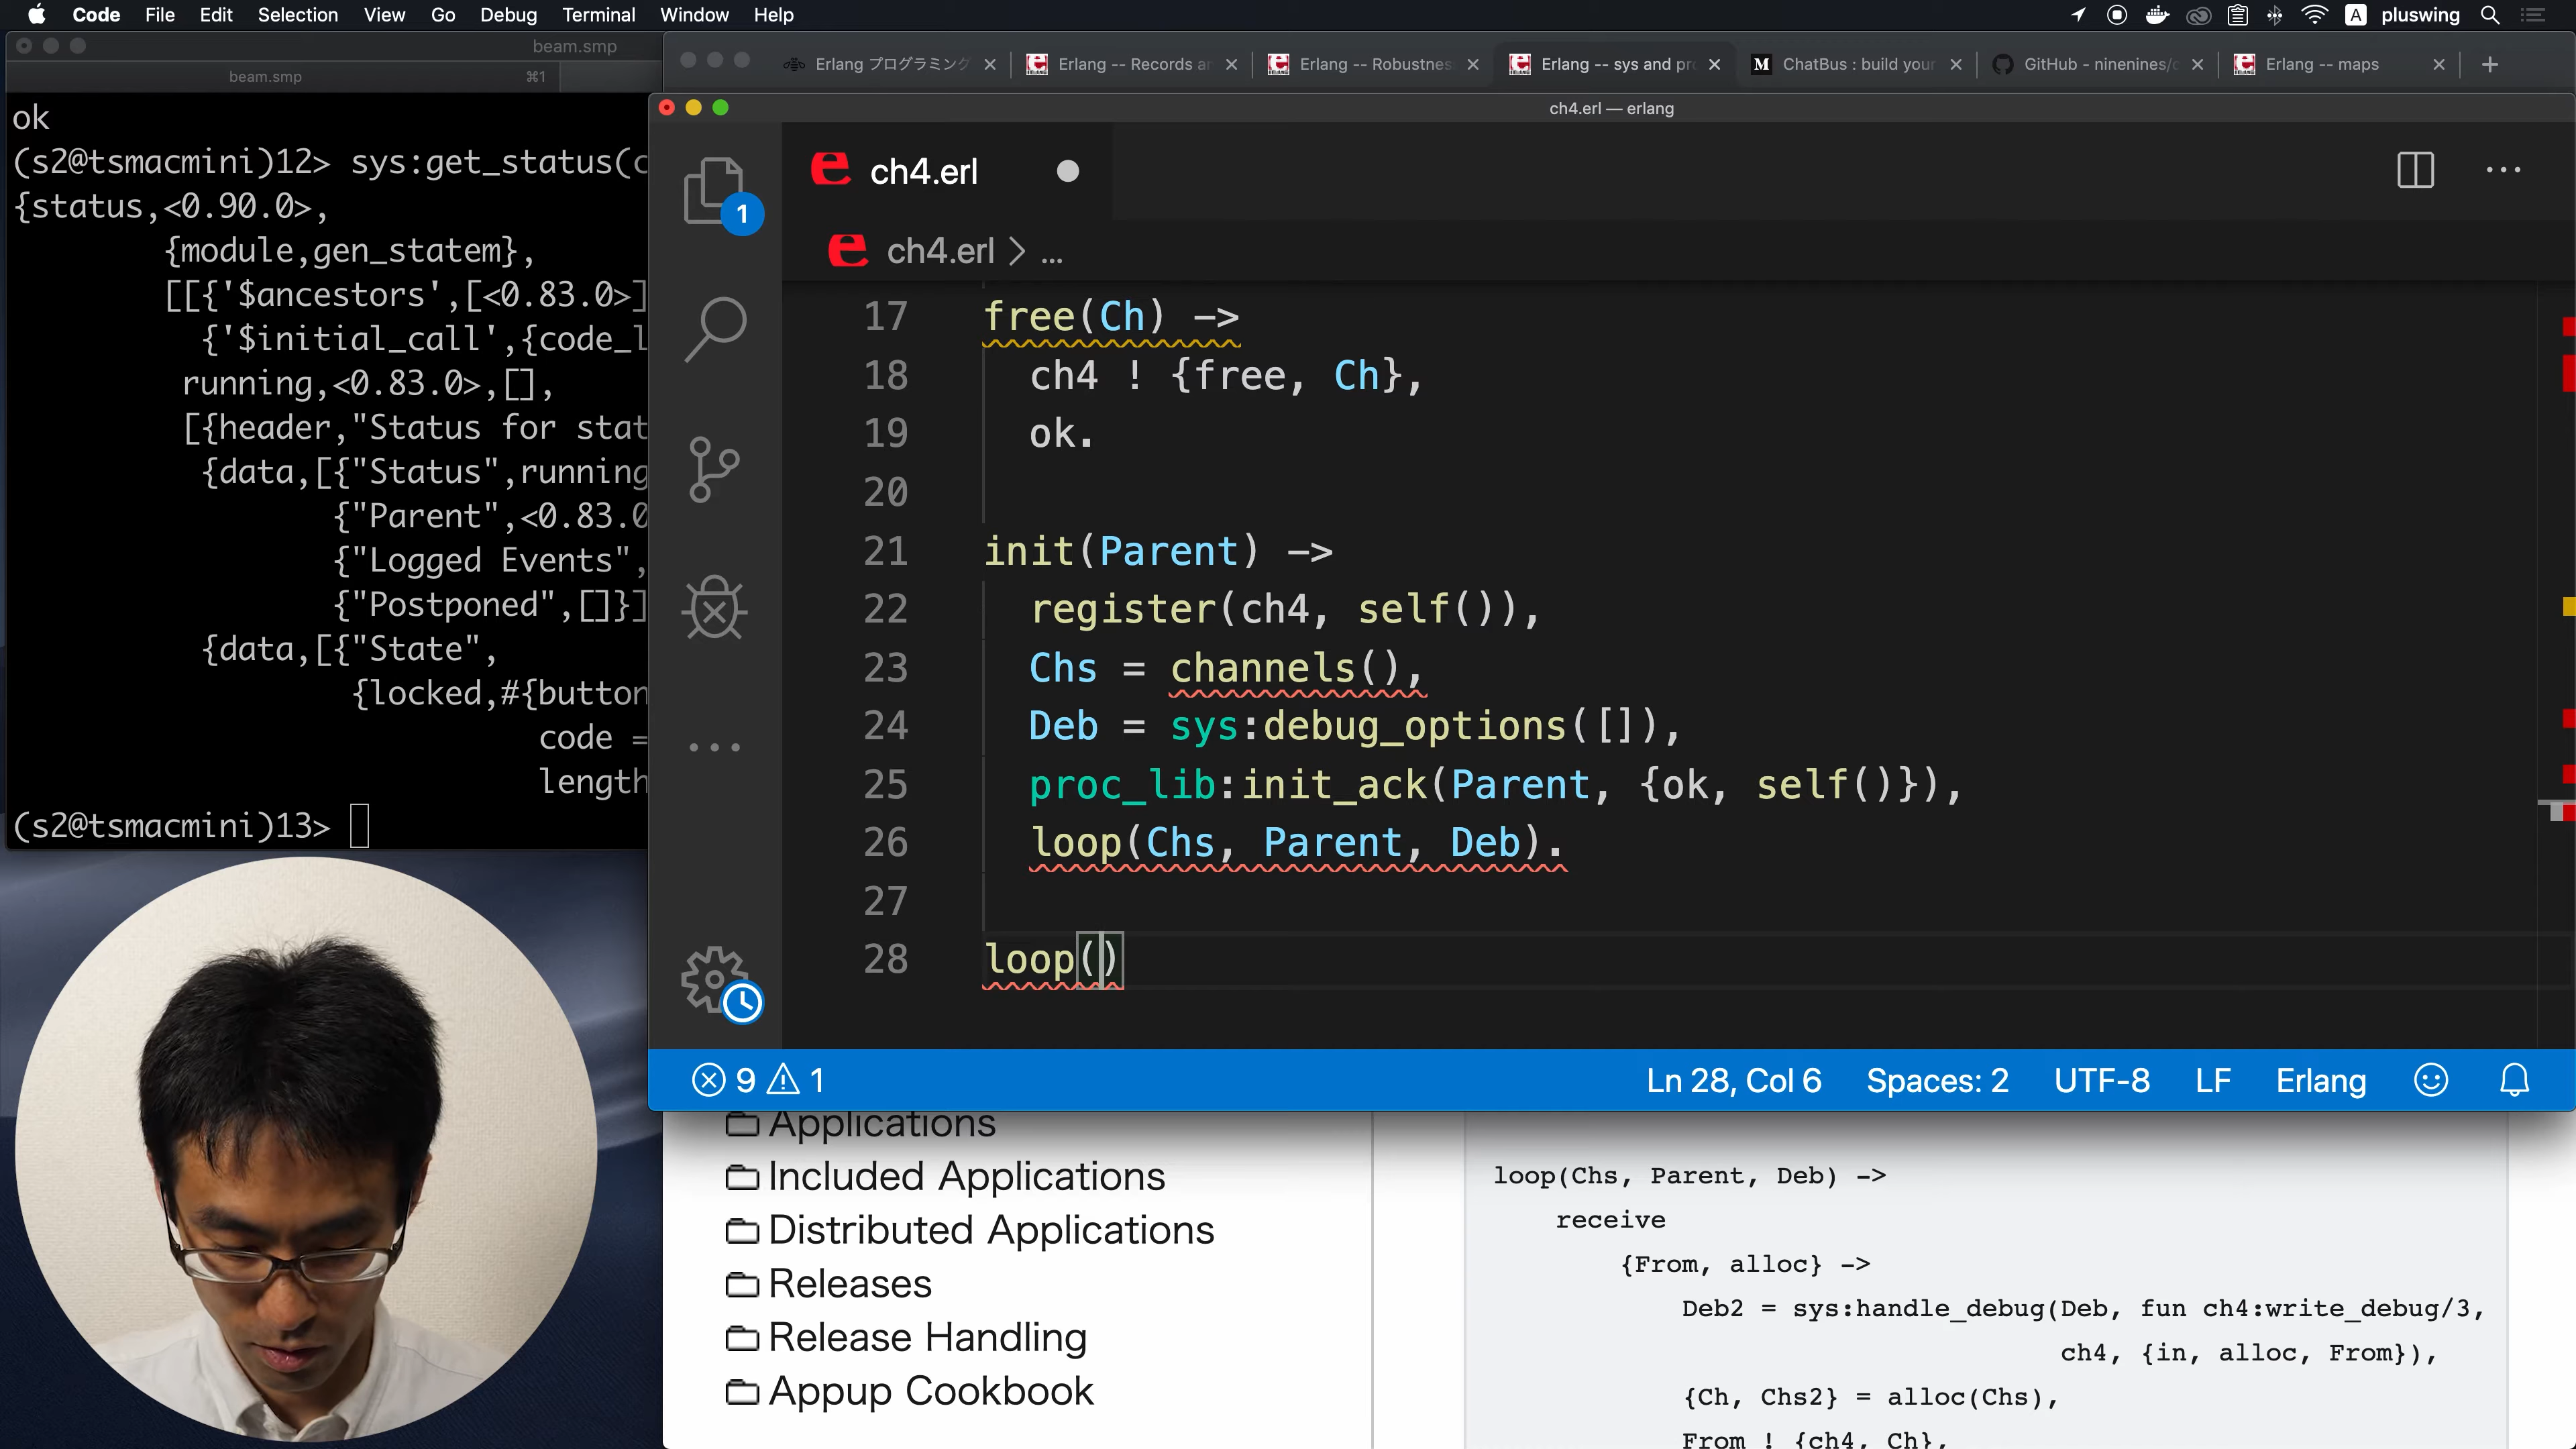 Code File Edit Selection View Go Debug Terminal Window Help A pluswing
beam.smp
beam.smp ⌘1
Erlang プログラミング
Erlang -- Records an
Erlang -- Robustnes
Erlang -- sys and pr
M ChatBus : build your
GitHub - ninenines/c
Erlang -- maps
ok
(s2@tsmacmini)12> sys:get_status(c
{status,<0.90.0>,
{module,gen_statem},
[[{'$ancestors',[<0.83.0>]
{'$initial_call',{code_l
running,<0.83.0>,[],
[{header,"Status for stat
{data,[{"Status",running
{"Parent",<0.83.0
{"Logged Events",
{"Postponed",[]}]
{data,[{"State",
{locked,#{button
code =
length
(s2@tsmacmini)13>
ch4.erl — erlang
ch4.erl
1
ch4.erl > ...
17 free(Ch) ->
18 ch4 ! {free, Ch},
19 ok.
20
21 init(Parent) ->
22 register(ch4, self()),
23 Chs = channels(),
24 Deb = sys:debug_options([]),
25 proc_lib:init_ack(Parent, {ok, self()}),
26 loop(Chs, Parent, Deb).
27
28 loop()
9 1 Ln 28, Col 6 Spaces: 2 UTF-8 LF Erlang
Applications
Included Applications
Distributed Applications
Releases
Release Handling
Appup Cookbook
loop(Chs, Parent, Deb) ->
receive
{From, alloc} ->
Deb2 = sys:handle_debug(Deb, fun ch4:write_debug/3,
ch4, {in, alloc, From}),
{Ch, Chs2} = alloc(Chs),
From ! {ch4, Ch},